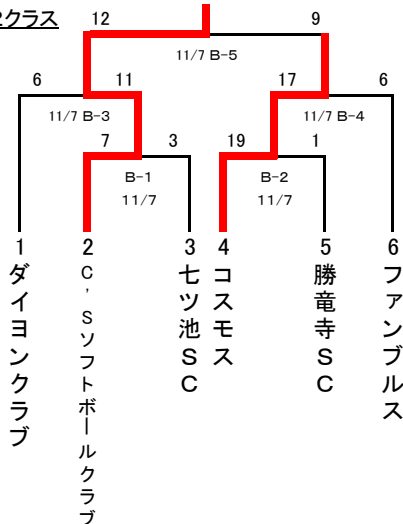 2クラス
12 9
11/7 B-5
6 11 17 6
11/7 B-3 11/7 B-4
7 3 19 1
B-1 B-2
11/7 11/7
1 2 3 4 5 6
ダイヨンクラブ
C'Sソフトボールクラブ
七ツ池SC
コスモス
勝竜寺SC
ファンブルス